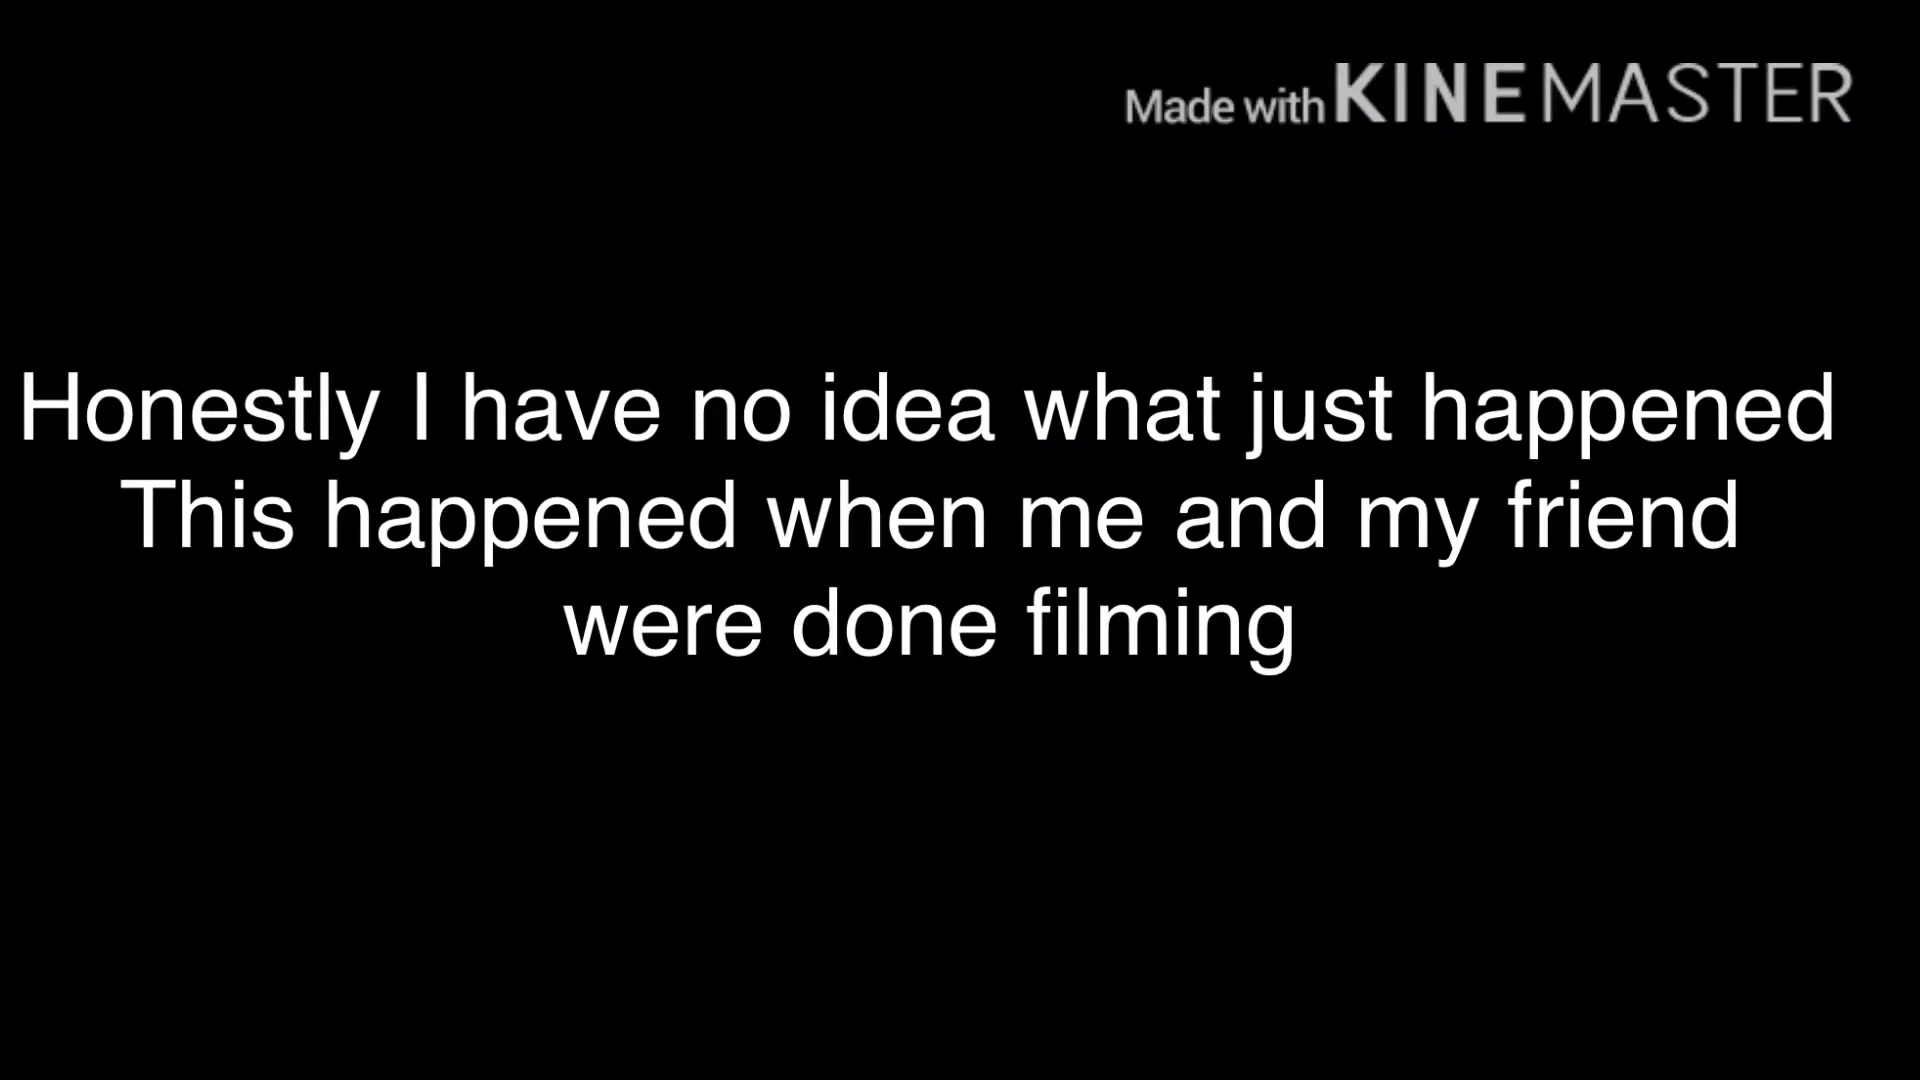 Made with KINEMASTER
Honestly I have no idea what just happened
This happened when me and my friend
were done filming